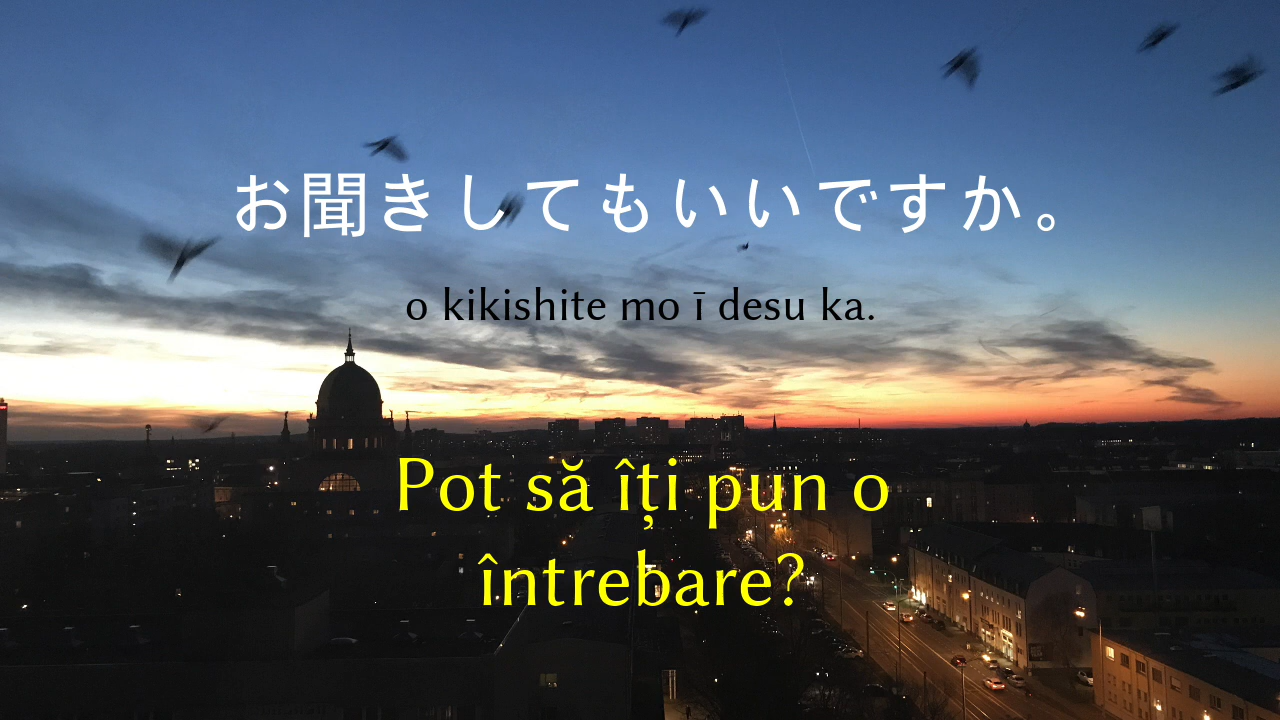 お聞きしてもいいですか。
o kikishite mo ī desu ka.
Pot să îți pun o
întrebare?